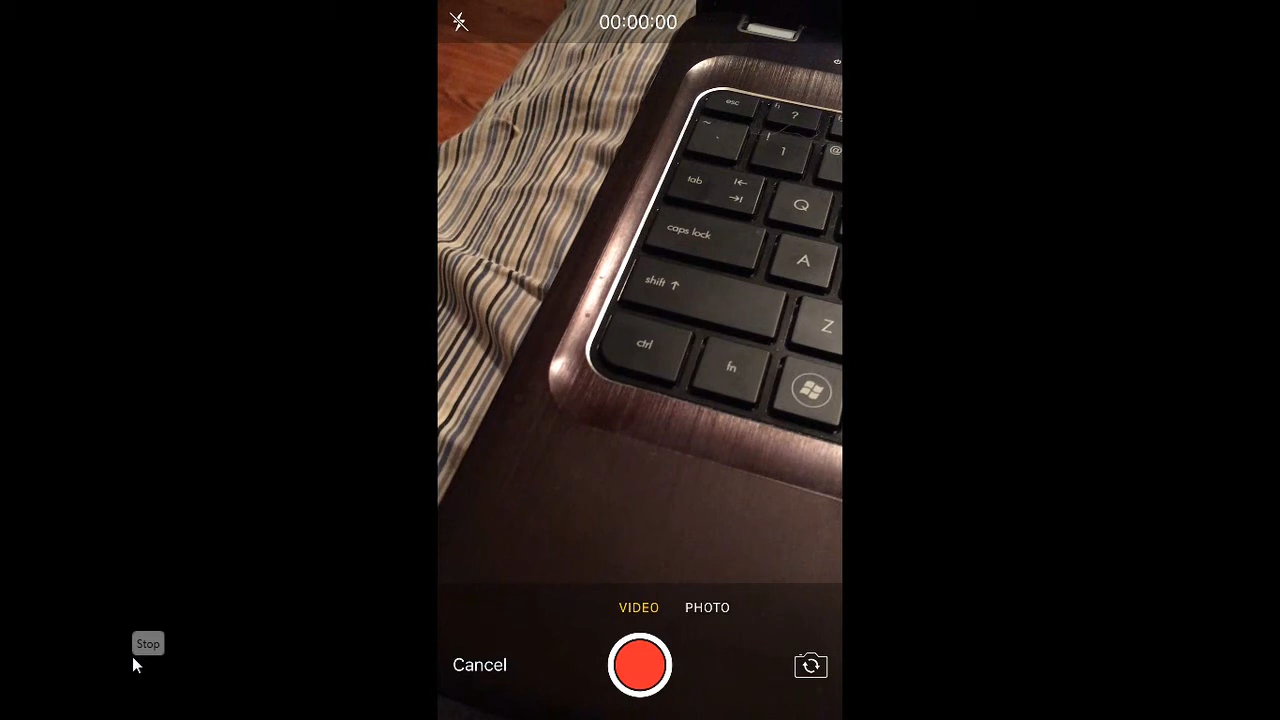 00:00:00
esc
?
~
!
1
@
tab
Q
caps lock
A
shift
Z
ctrl
fn
VIDEO PHOTO
Stop
Cancel